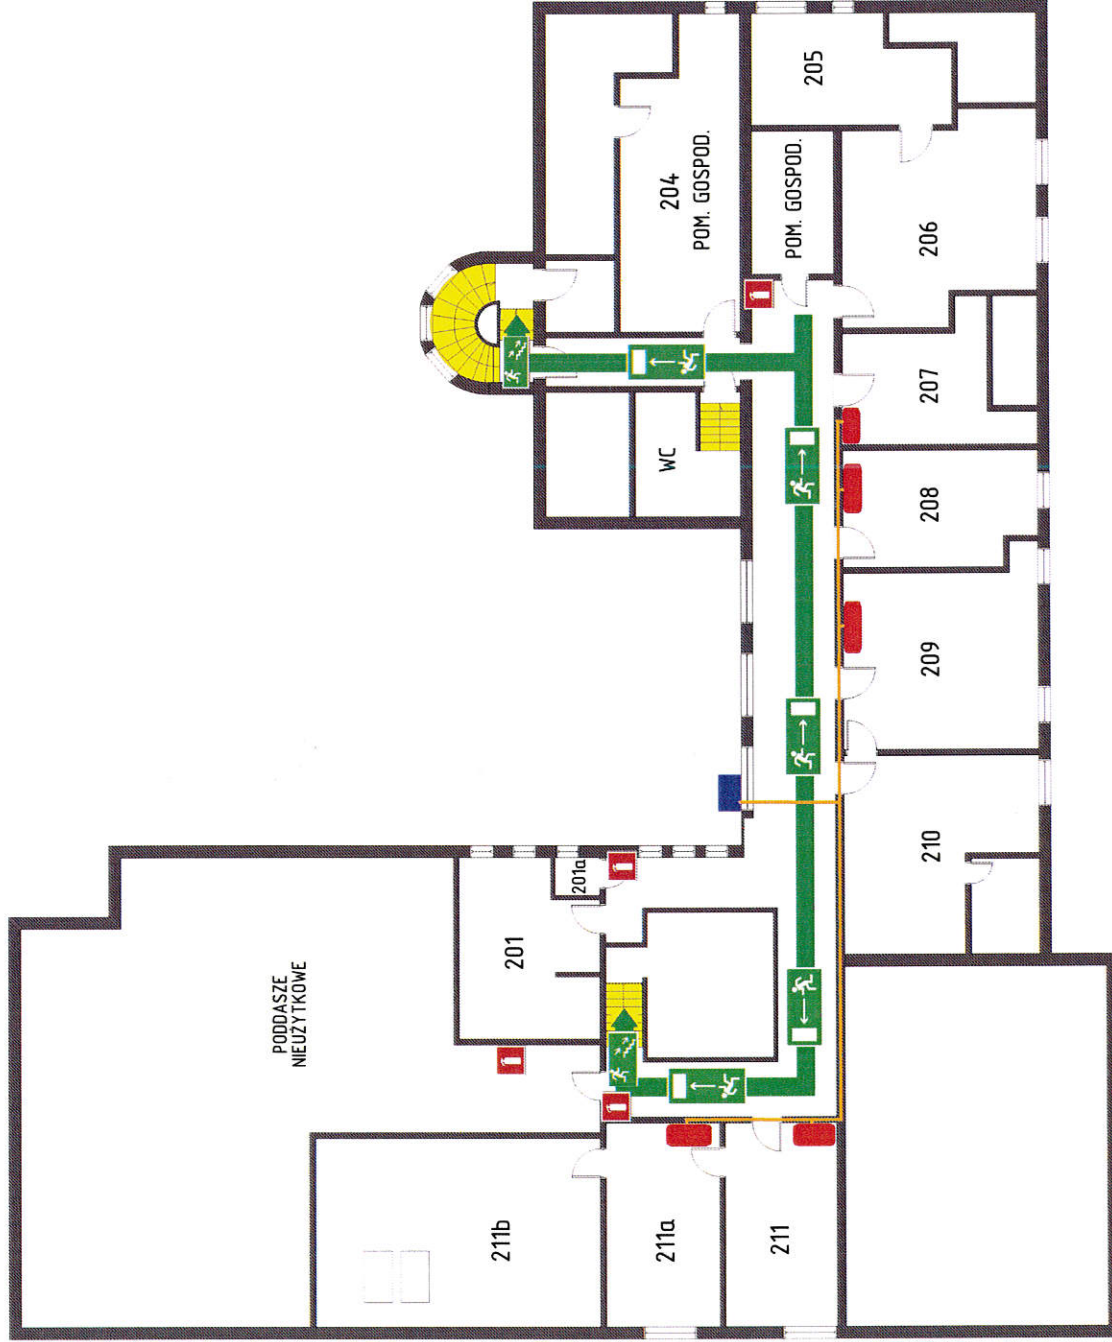 PODDASZE
NIEUŻYTKOWE
211b
211a
211
201
201a
WC
204
POM. GOSPOD.
POM. GOSPOD.
205
206
207
208
209
210